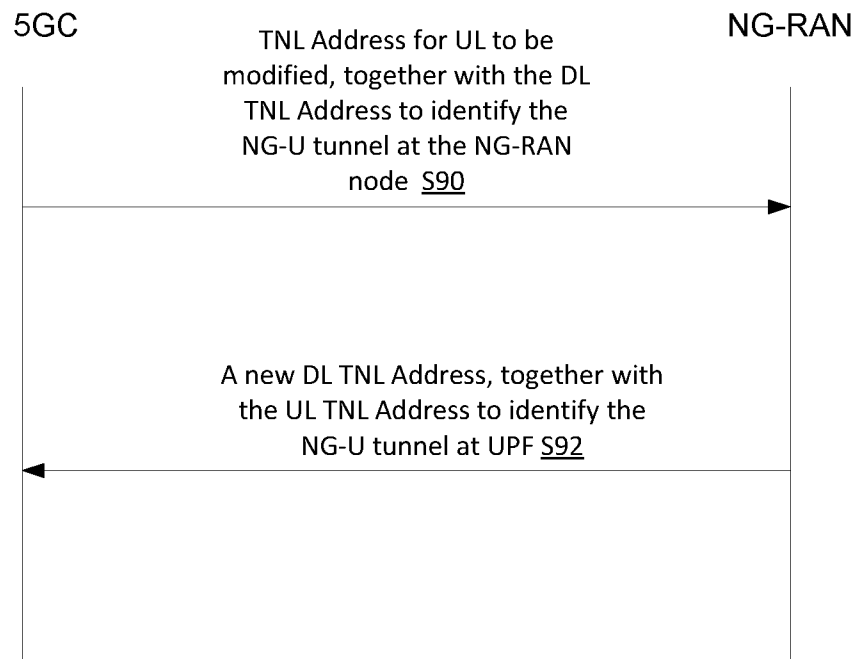 5GC
NG-RAN
TNL Address for UL to be
modified, together with the DL
TNL Address to identify the
NG-U tunnel at the NG-RAN
node S90
A new DL TNL Address, together with
the UL TNL Address to identify the
NG-U tunnel at UPF S92